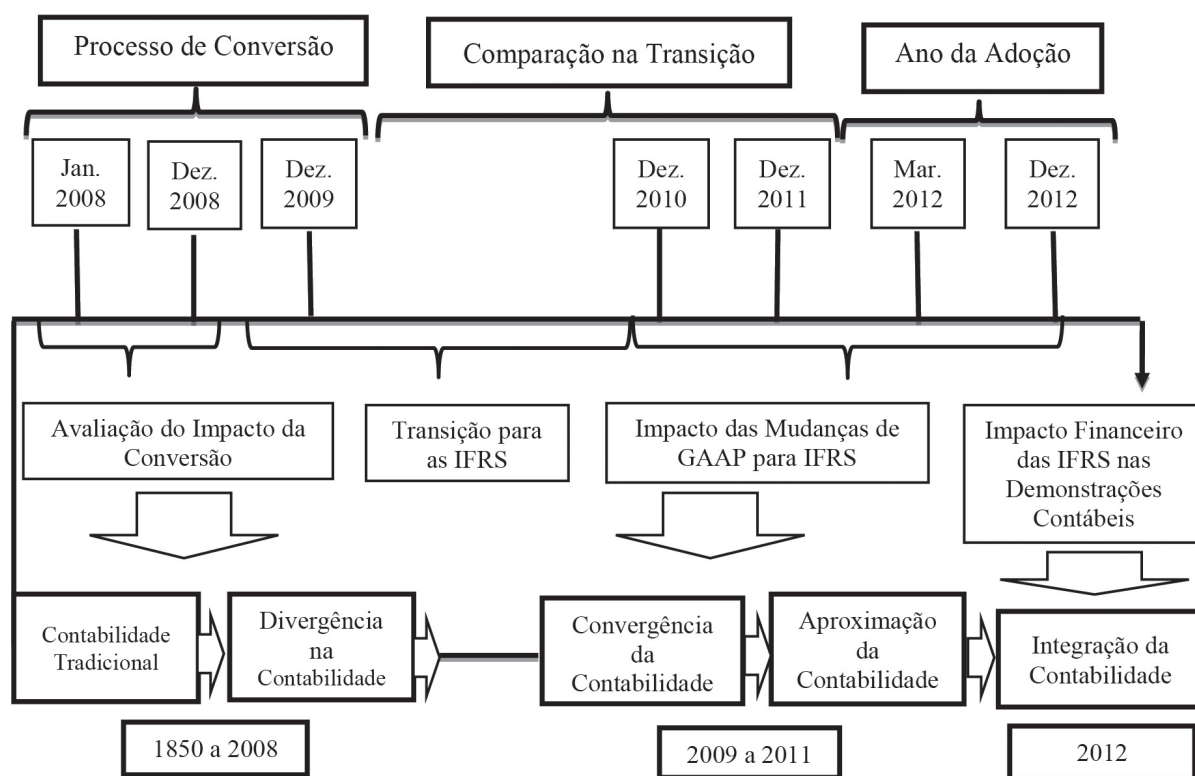 Processo de Conversão
Comparação na Transição
Ano da Adoção
Jan.
2008
Dez.
2008
Dez.
2009
Dez.
2010
Dez.
2011
Mar.
2012
Dez.
2012
Avaliação do Impacto da
Conversão
Transição para
as IFRS
Impacto das Mudanças de
GAAP para IFRS
Impacto Financeiro
das IFRS nas
Demonstrações
Contábeis
Contabilidade
Tradicional
Divergência
na
Contabilidade
Convergência
da
Contabilidade
Aproximação
da
Contabilidade
Integração da
Contabilidade
1850 a 2008
2009 a 2011
2012